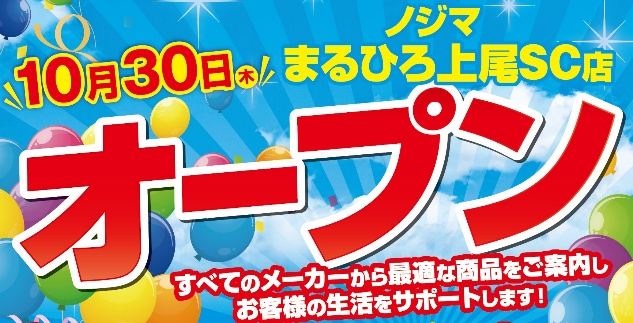 10月30日木
ノジマ
まるひろ上尾SC店
オープン
すべてのメーカーから最適な商品をご案内し
お客様の生活をサポートします!